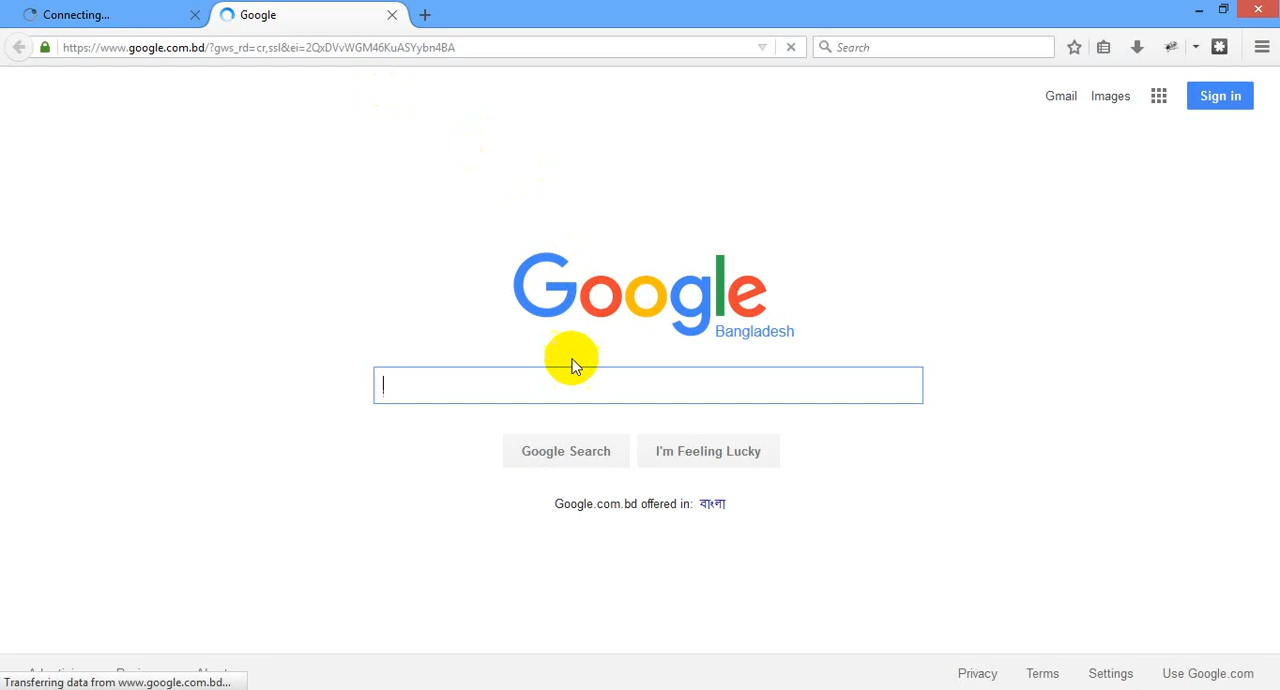 Connecting...
Google
https://www.google.com.bd/?gws_rd=cr,ssl&ei=2QxDVvWGM46KuASYybn4BA
Search
Gmail Images Sign in
Google
Bangladesh
Google Search I'm Feeling Lucky
Google.com.bd offered in: বাংলা
Privacy Terms Settings Use Google.com
Transferring data from www.google.com.bd...